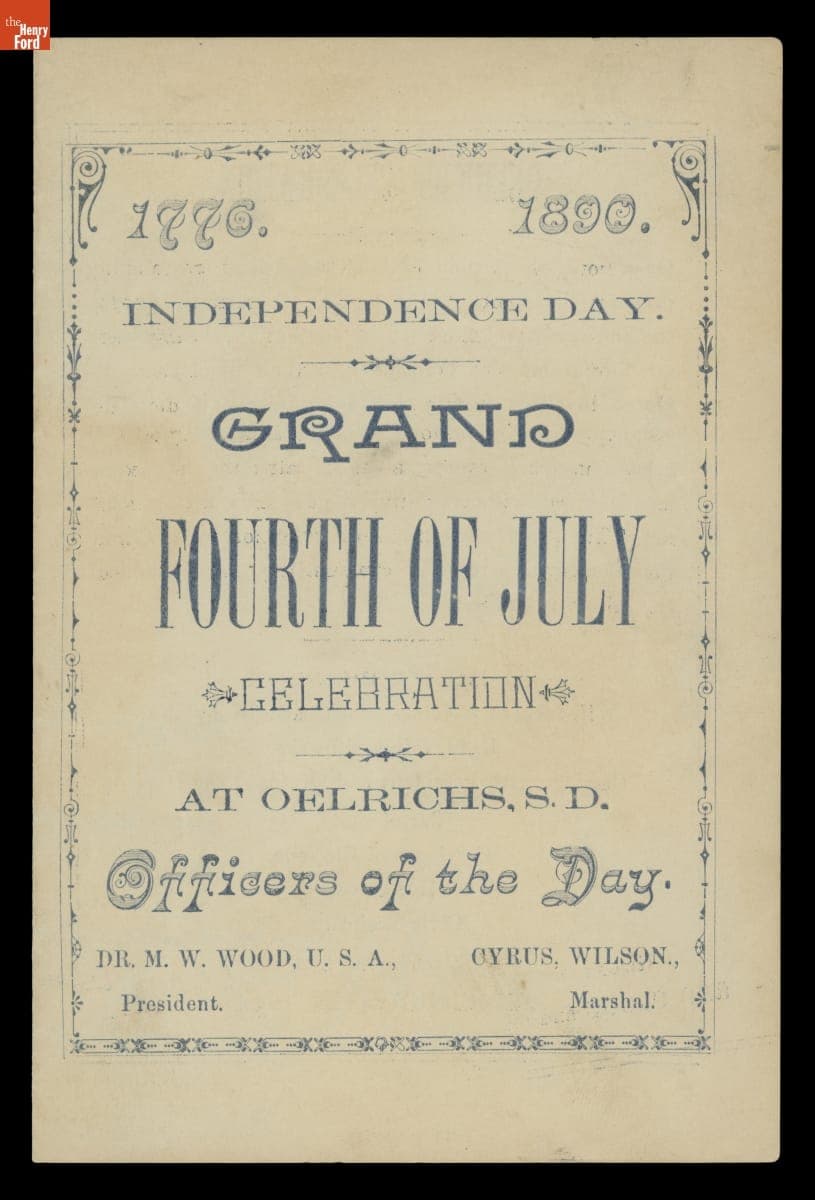 the
Henry
Ford
1776. 1890.
INDEPENDENCE DAY.
GRAND
FOURTH OF JULY
CELEBRATION
AT OELRICHS, S. D.
Officers of the Day.
DR. M. W. WOOD, U. S. A., CYRUS, WILSON.,
President. Marshal.